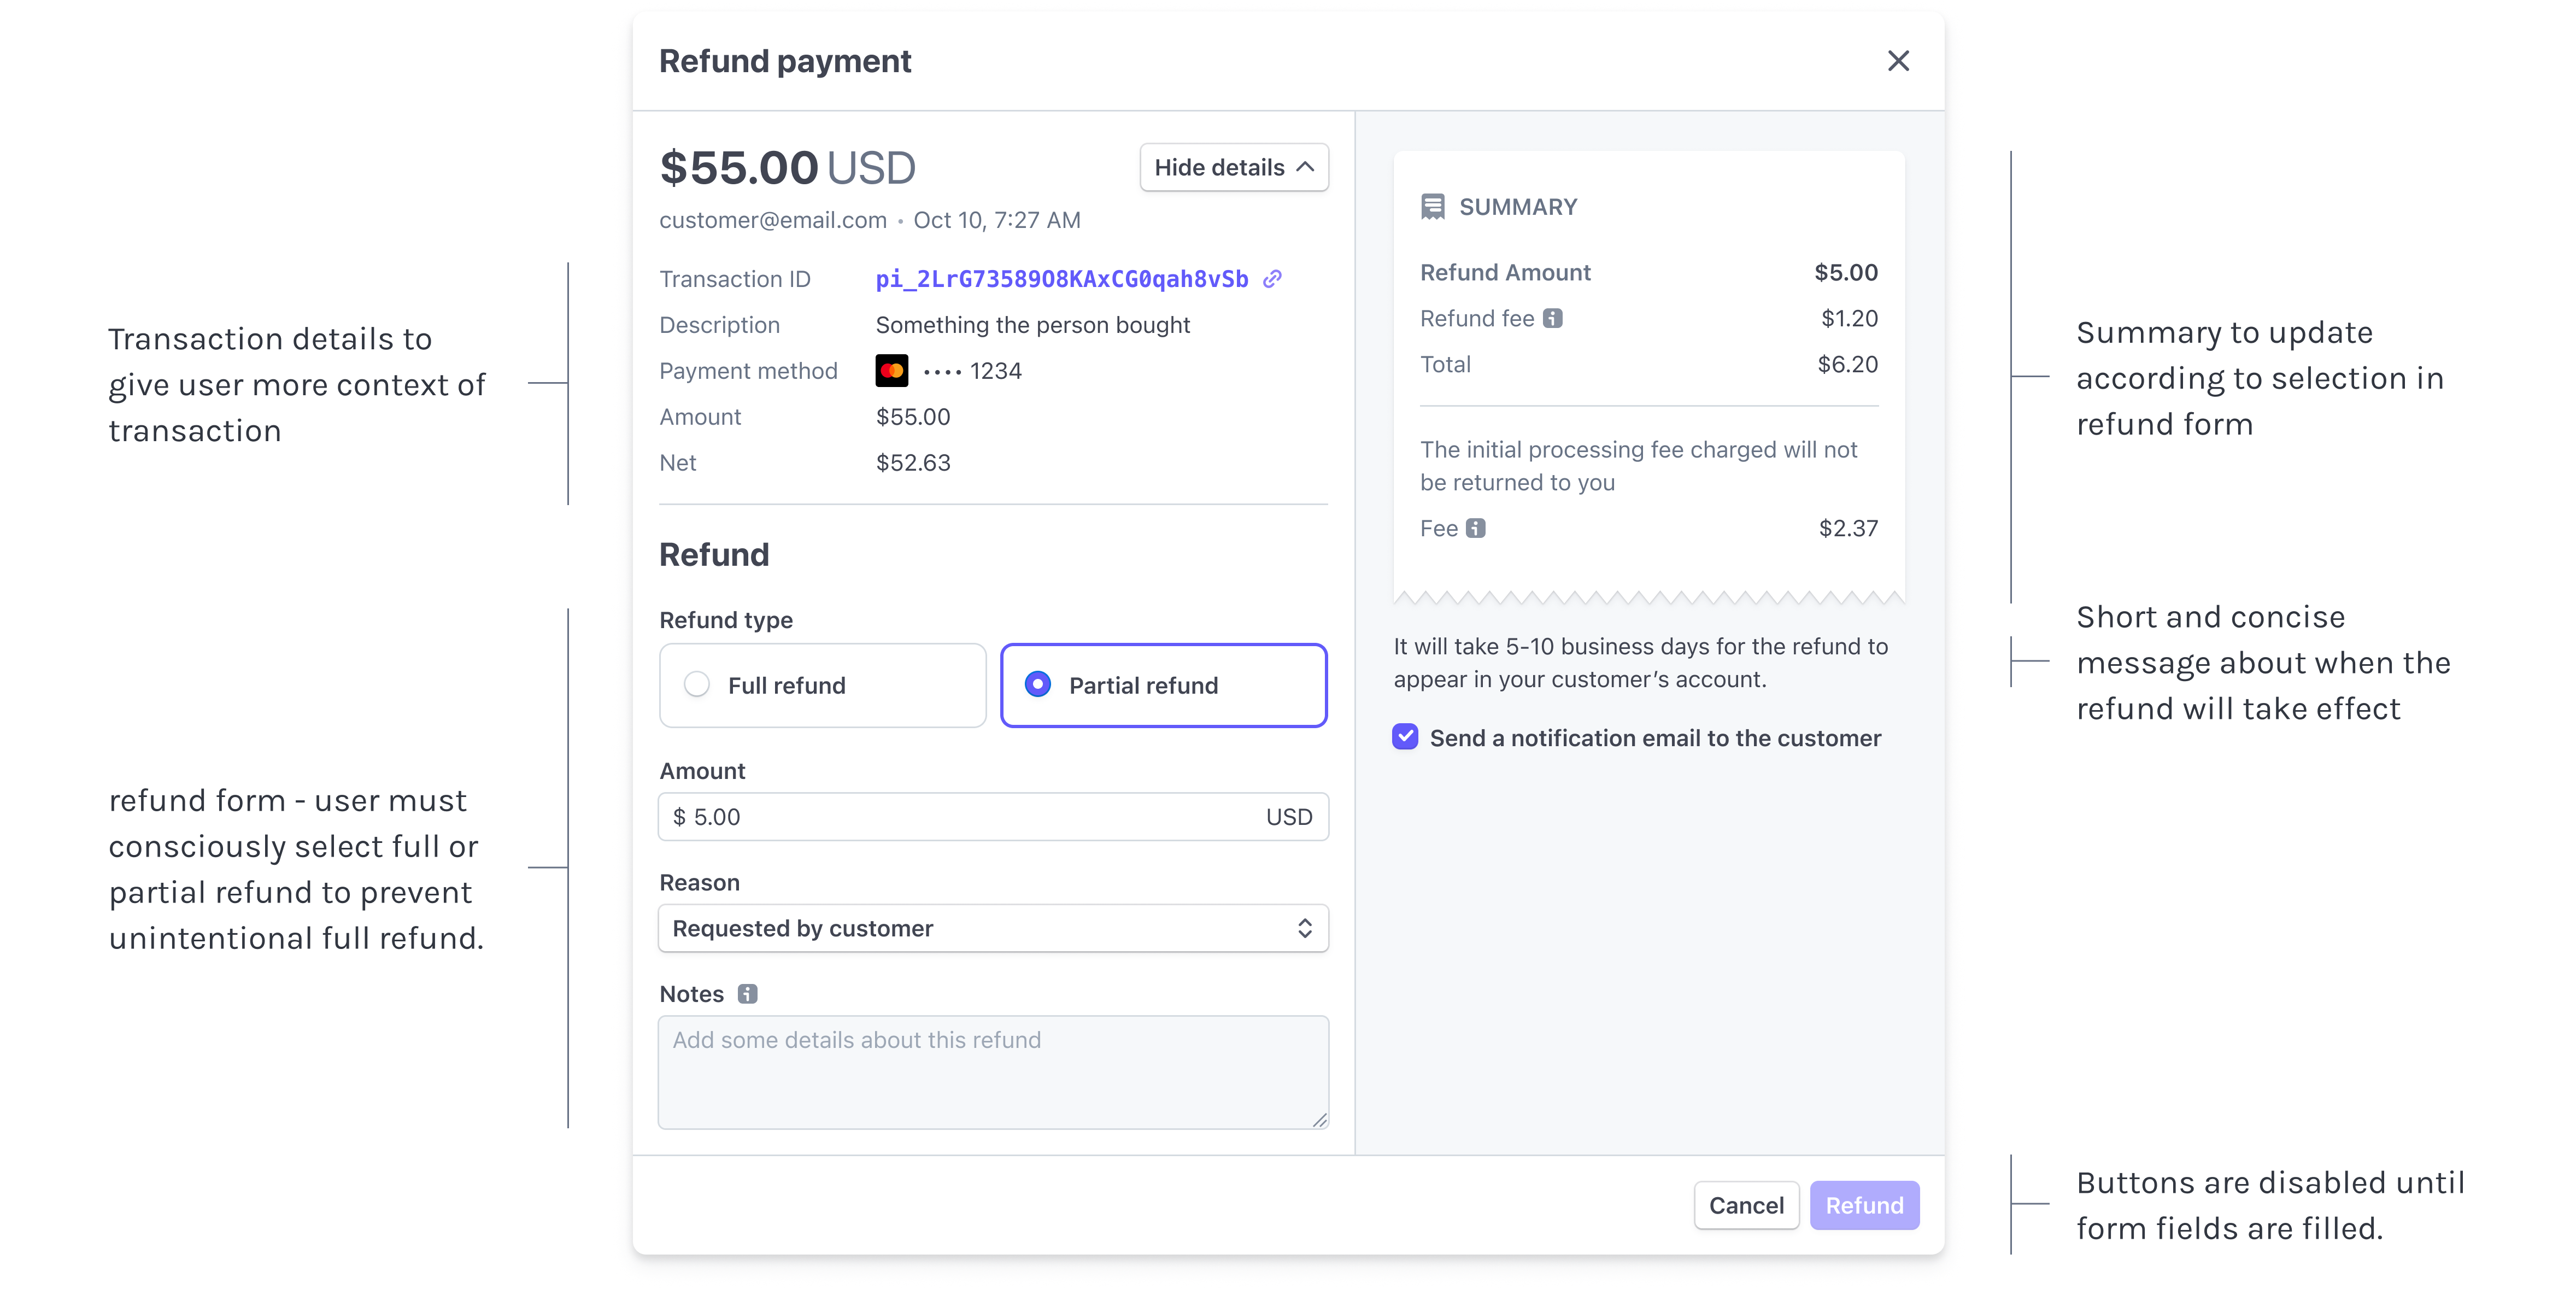 Refund payment
$55.00 USD
Hide details
customer@email.com • Oct 10, 7:27 AM
Transaction ID pi_2LrG73589O8KAxCG0qah8vSb
Description Something the person bought
Payment method •••• 1234
Amount $55.00
Net $52.63
Refund
Refund type
Full refund
Partial refund
Amount
$ 5.00 USD
Reason
Requested by customer
Notes
Add some details about this refund
SUMMARY
Refund Amount $5.00
Refund fee $1.20
Total $6.20
The initial processing fee charged will not
be returned to you
Fee $2.37
It will take 5-10 business days for the refund to
appear in your customer’s account.
Send a notification email to the customer
Cancel
Refund
Transaction details to
give user more context of
transaction
refund form - user must
consciously select full or
partial refund to prevent
unintentional full refund.
Summary to update
according to selection in
refund form
Short and concise
message about when the
refund will take effect
Buttons are disabled until
form fields are filled.